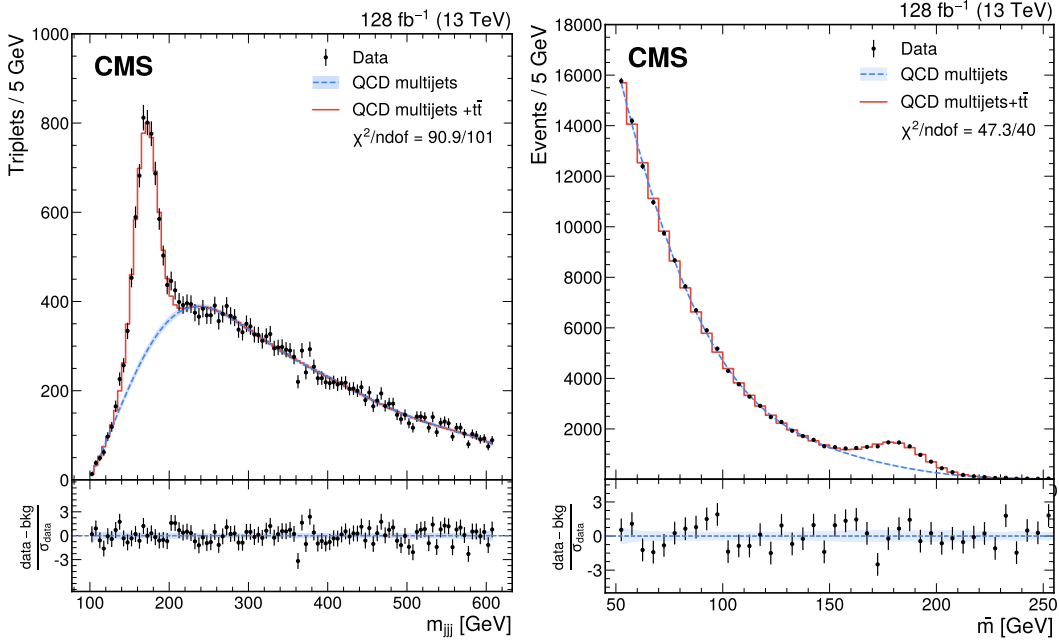 128 fb⁻¹ (13 TeV)
CMS
Data
QCD multijets
QCD multijets +tt̄
χ²/ndof = 90.9/101
Triplets / 5 GeV
1000
800
600
400
200
0
data − bkg
σdata
3
0
-3
100 200 300 400 500 600
mjjj [GeV]
128 fb⁻¹ (13 TeV)
CMS
Data
QCD multijets
QCD multijets+tt̄
χ²/ndof = 47.3/40
Events / 5 GeV
18000
16000
14000
12000
10000
8000
6000
4000
2000
data − bkg
σdata
3
0
-3
50 100 150 200 250
m̄ [GeV]